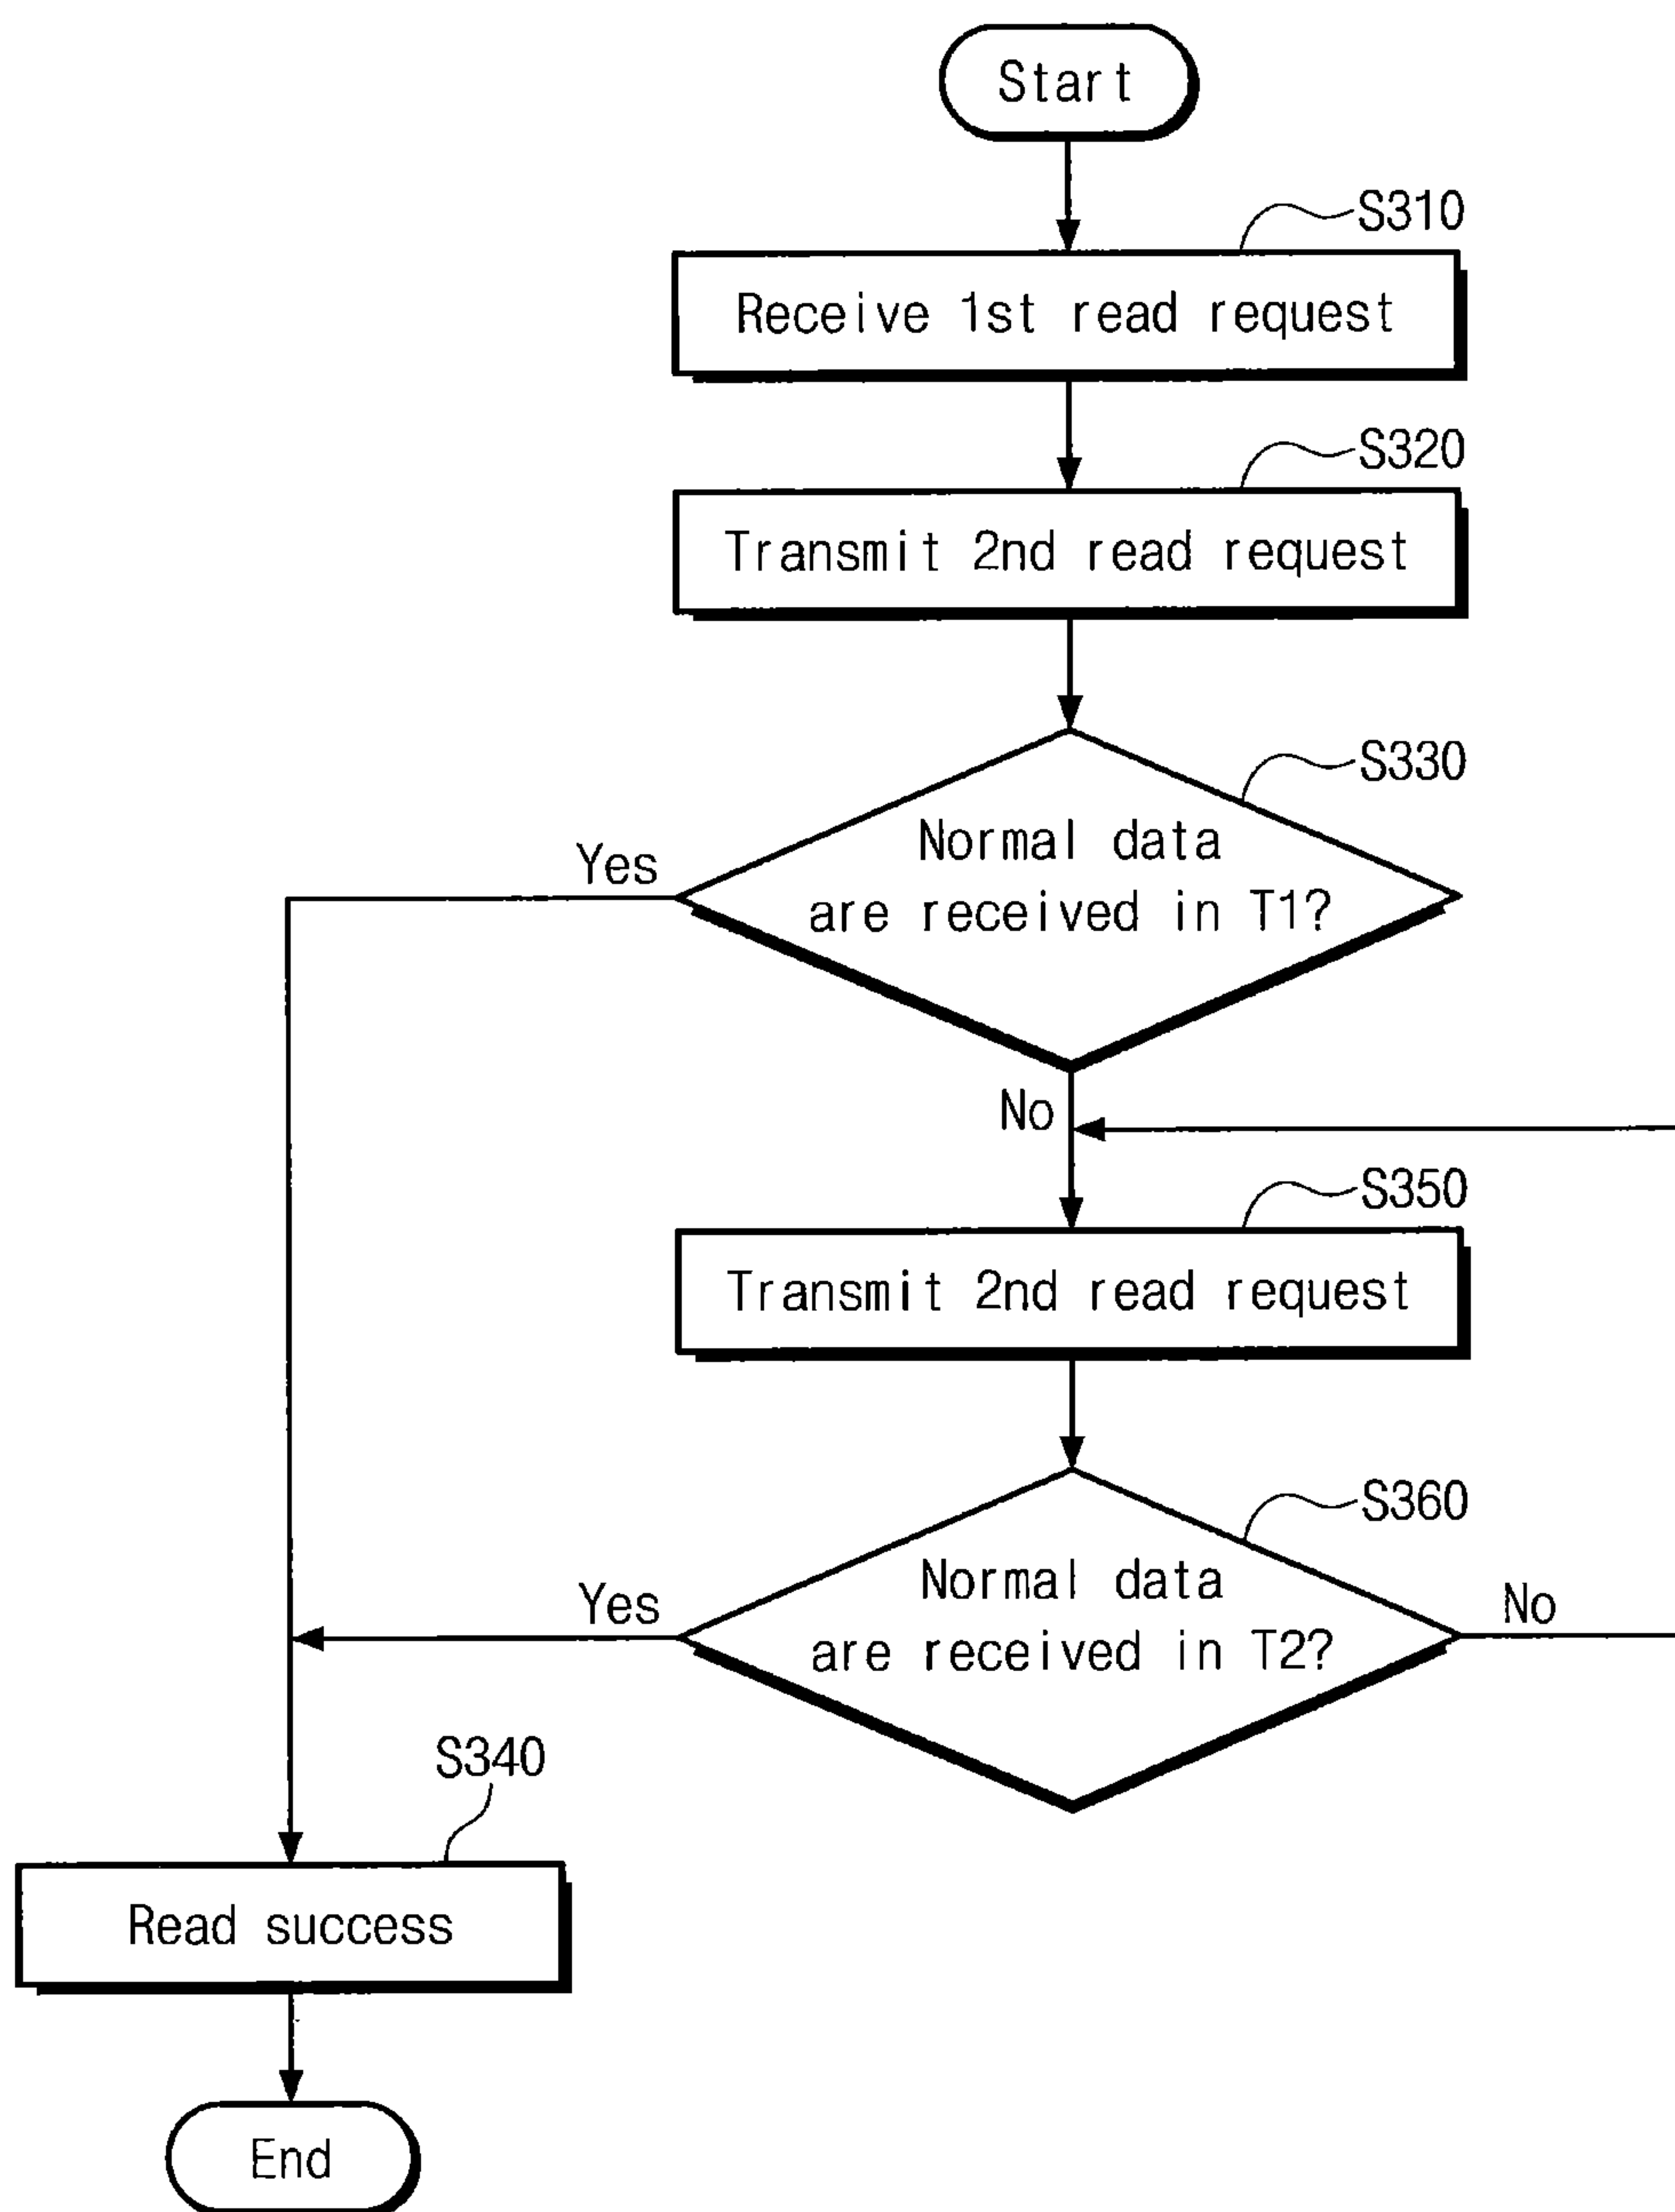 Start
S310
Receive 1st read request
S320
Transmit 2nd read request
S330
Normal data
are received in T1?
Yes
No
S350
Transmit 2nd read request
S360
Normal data
are received in T2?
Yes
No
S340
Read success
End